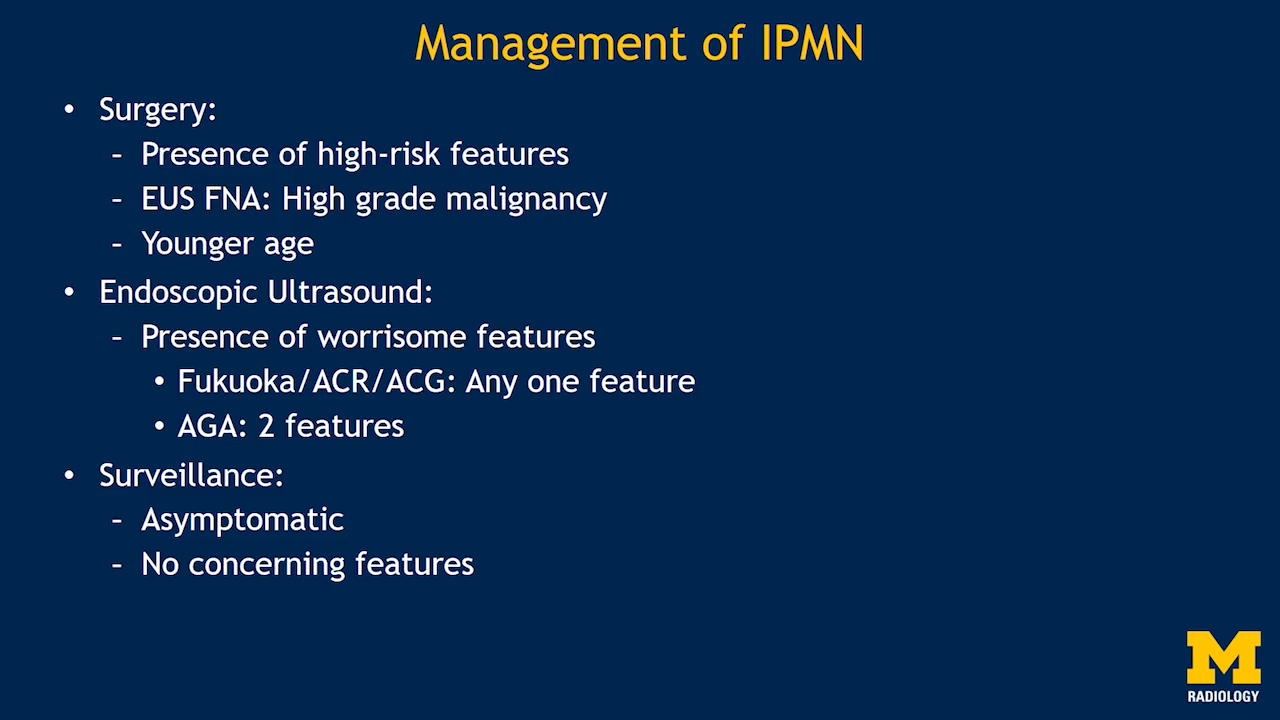 Management of IPMN
• Surgery:
- Presence of high-risk features
- EUS FNA: High grade malignancy
- Younger age
• Endoscopic Ultrasound:
- Presence of worrisome features
• Fukuoka/ACR/ACG: Any one feature
• AGA: 2 features
• Surveillance:
- Asymptomatic
- No concerning features
M
RADIOLOGY